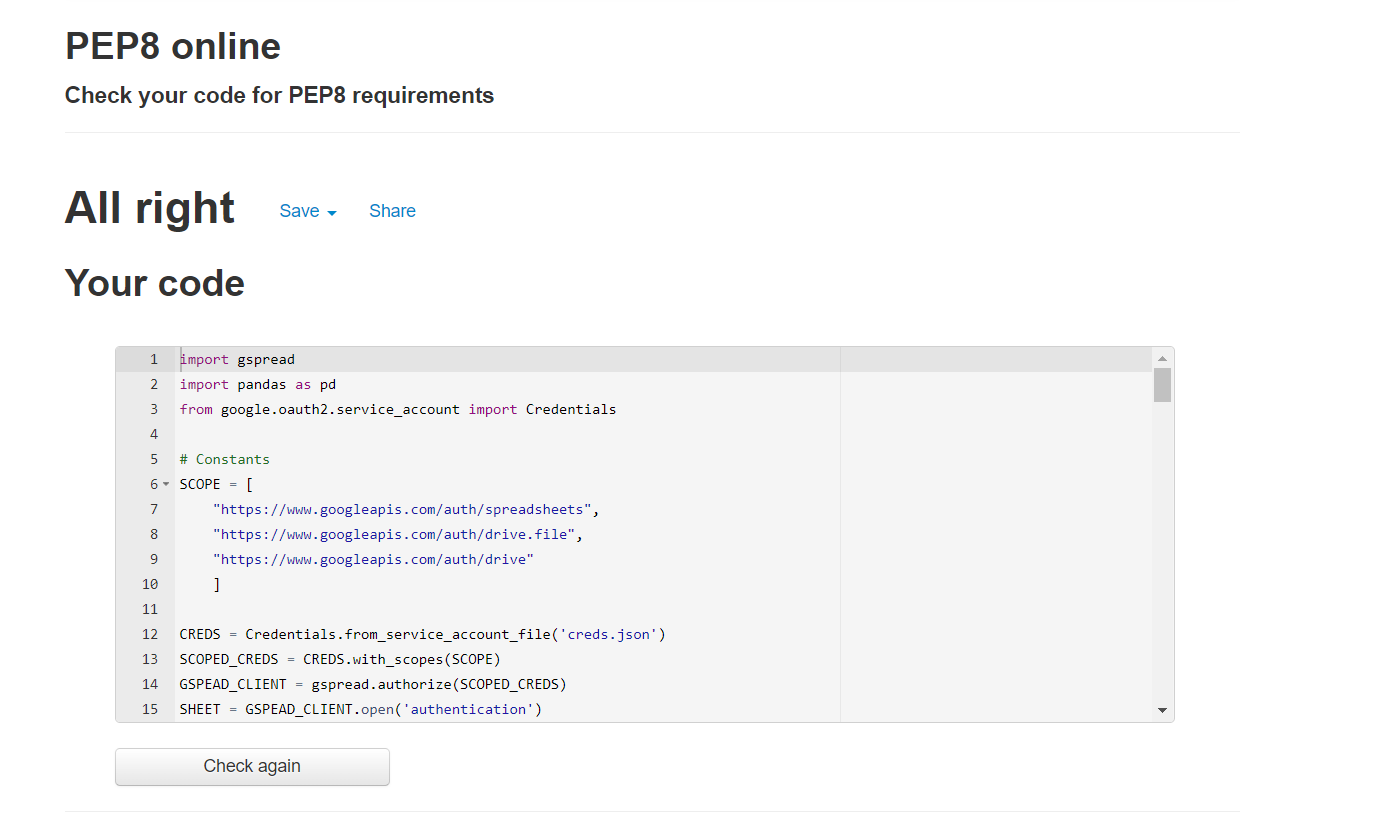 PEP8 online
Check your code for PEP8 requirements
All right Save Share
Your code
1 import gspread
2 import pandas as pd
3 from google.oauth2.service_account import Credentials
4
5 # Constants
6 SCOPE = [
7 "https://www.googleapis.com/auth/spreadsheets",
8 "https://www.googleapis.com/auth/drive.file",
9 "https://www.googleapis.com/auth/drive"
10 ]
11
12 CREDS = Credentials.from_service_account_file('creds.json')
13 SCOPED_CREDS = CREDS.with_scopes(SCOPE)
14 GSPEAD_CLIENT = gspread.authorize(SCOPED_CREDS)
15 SHEET = GSPEAD_CLIENT.open('authentication')
Check again